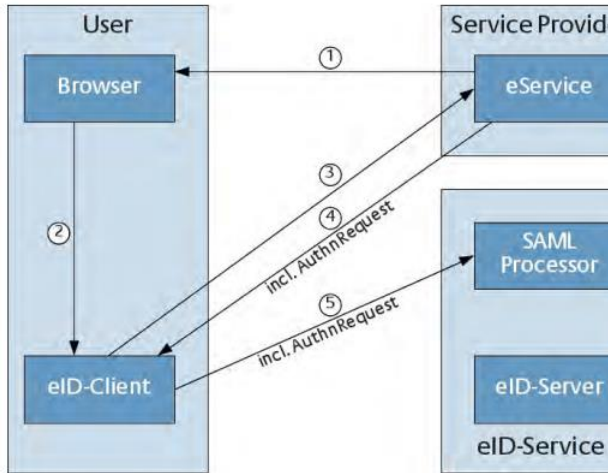 User
Service Provid
Browser
eService
①
②
③
④
incl. AuthnRequest
⑤
incl. AuthnRequest
SAML
Processor
eID-Client
eID-Server
eID-Service